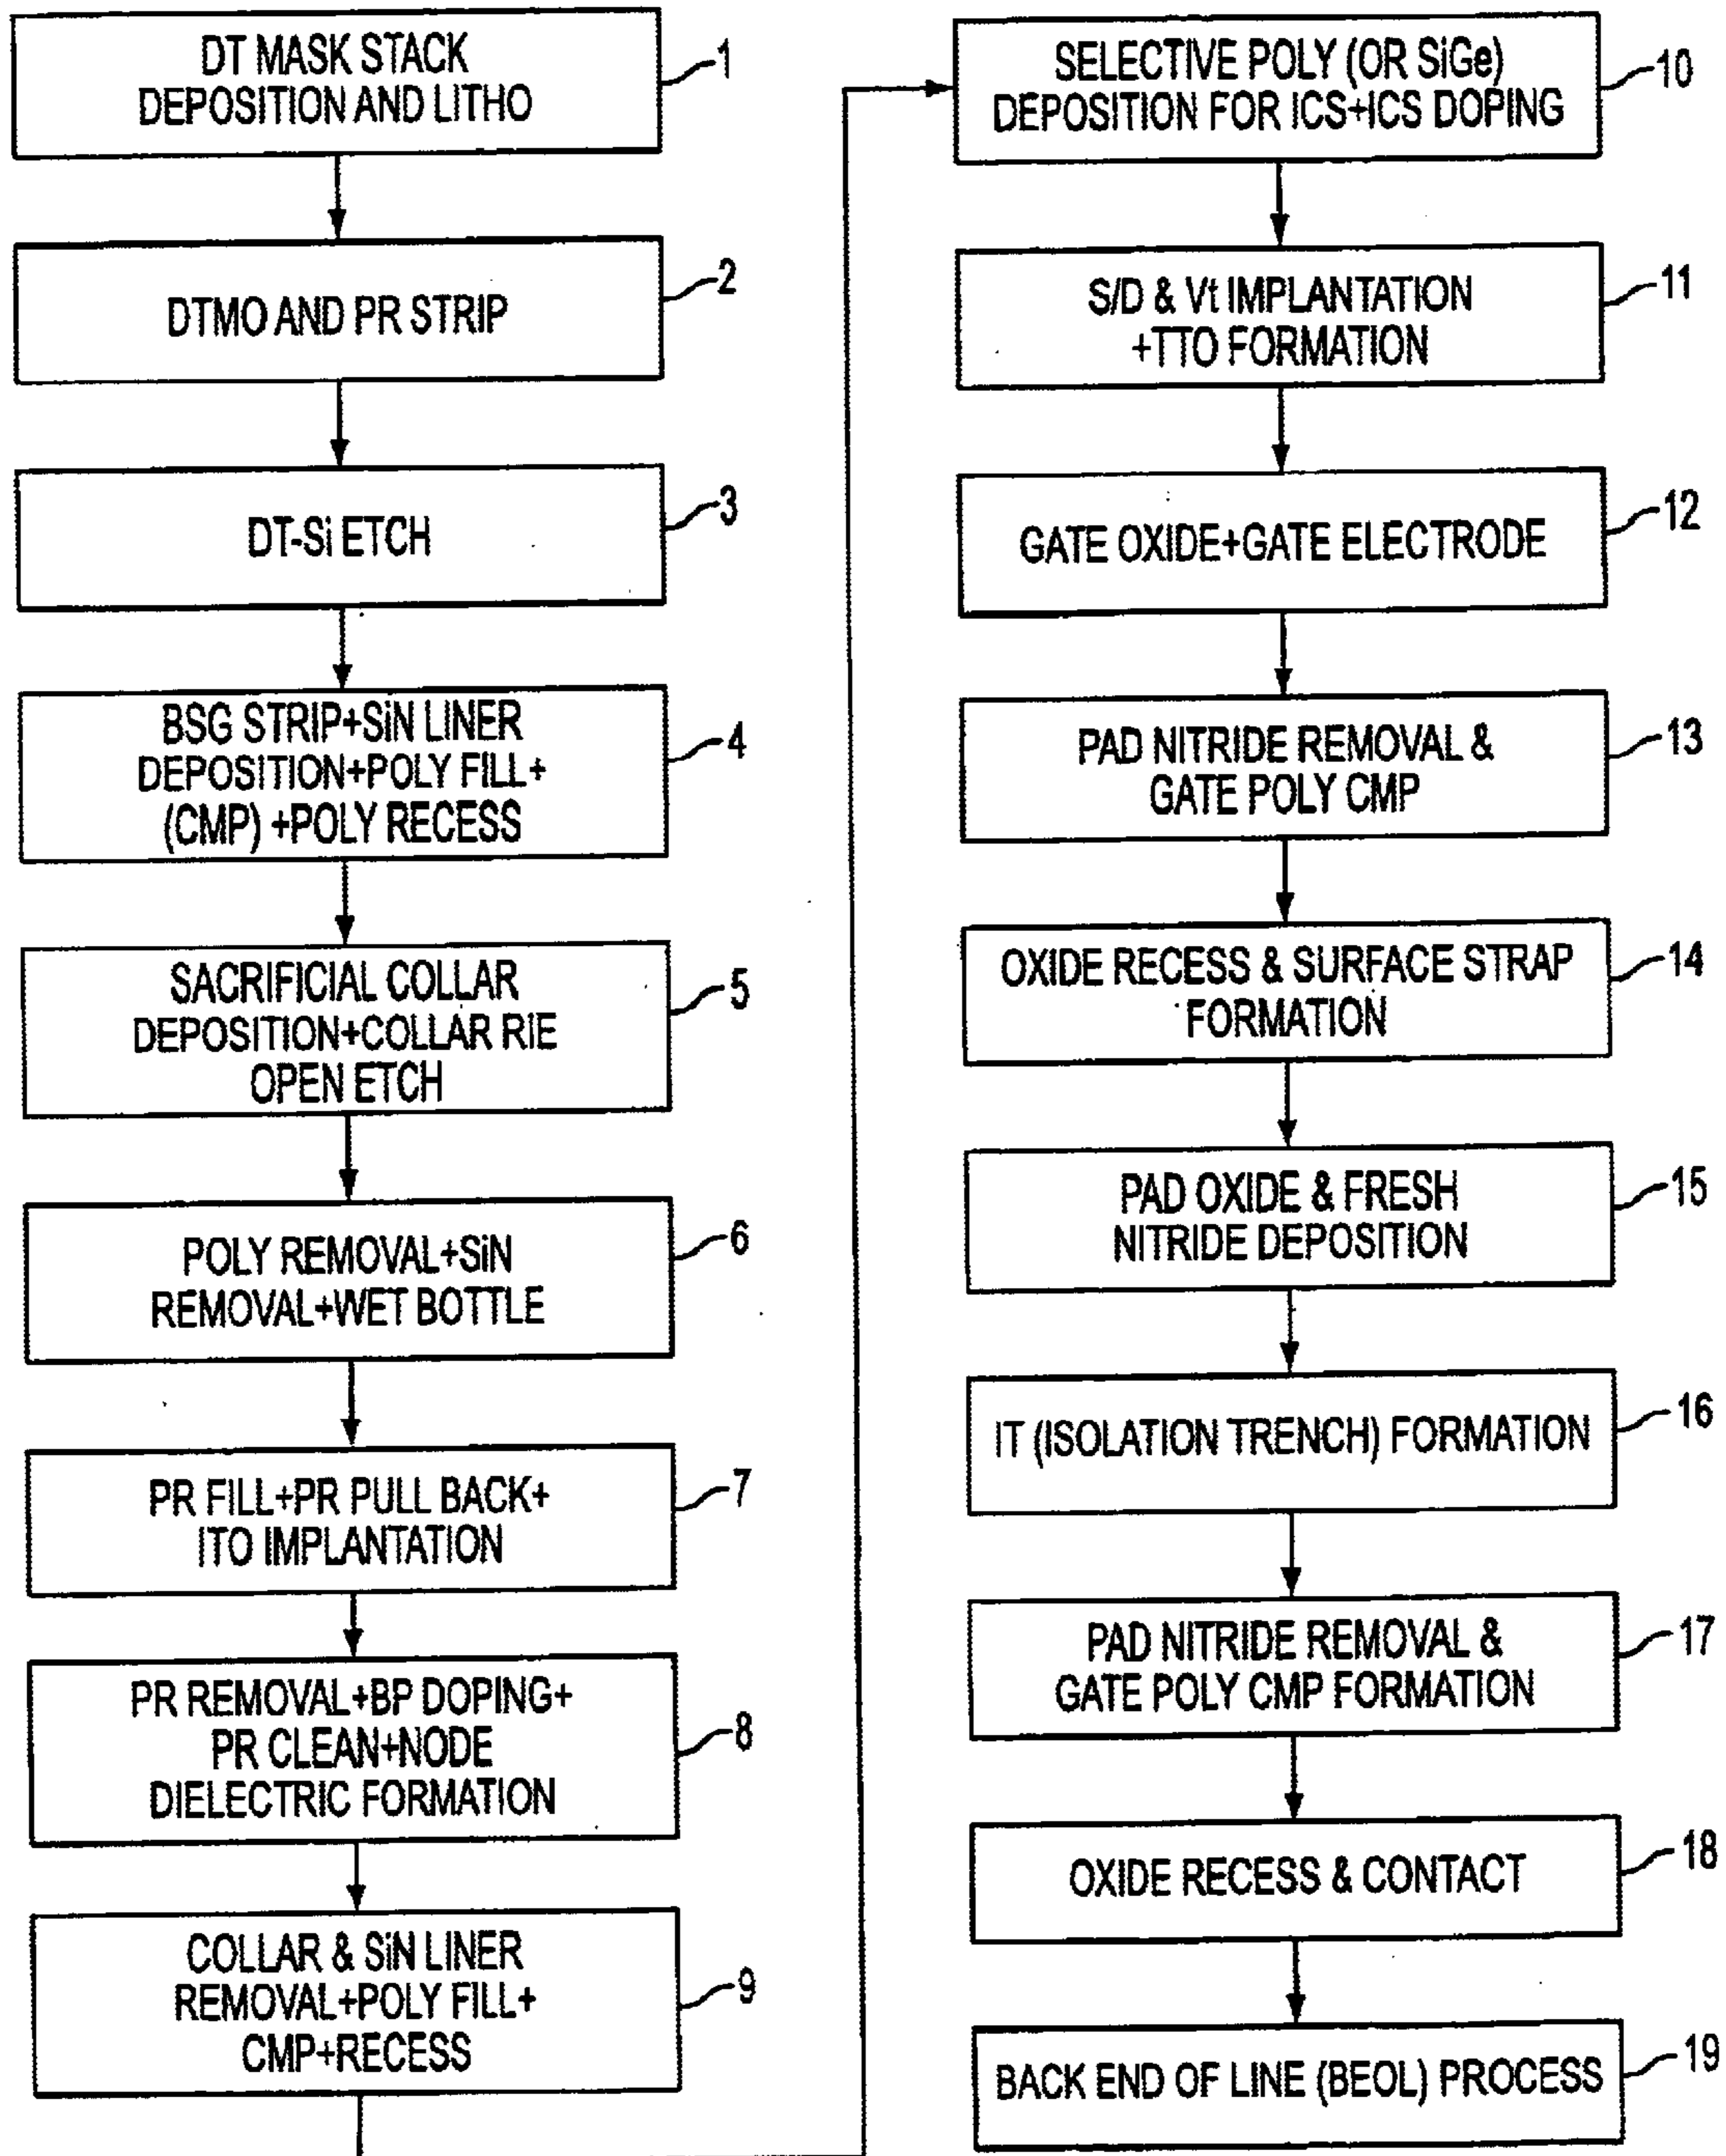 DT MASK STACK
DEPOSITION AND LITHO
1
DTMO AND PR STRIP
2
DT-Si ETCH
3
BSG STRIP+SiN LINER
DEPOSITION+POLY FILL+
(CMP) +POLY RECESS
4
SACRIFICIAL COLLAR
DEPOSITION+COLLAR RIE
OPEN ETCH
5
POLY REMOVAL+SiN
REMOVAL+WET BOTTLE
6
PR FILL+PR PULL BACK+
ITO IMPLANTATION
7
PR REMOVAL+BP DOPING+
PR CLEAN+NODE
DIELECTRIC FORMATION
8
COLLAR & SiN LINER
REMOVAL+POLY FILL+
CMP+RECESS
9
SELECTIVE POLY (OR SiGe)
DEPOSITION FOR ICS+ICS DOPING
10
S/D & Vt IMPLANTATION
+TTO FORMATION
11
GATE OXIDE+GATE ELECTRODE
12
PAD NITRIDE REMOVAL &
GATE POLY CMP
13
OXIDE RECESS & SURFACE STRAP
FORMATION
14
PAD OXIDE & FRESH
NITRIDE DEPOSITION
15
IT (ISOLATION TRENCH) FORMATION
16
PAD NITRIDE REMOVAL &
GATE POLY CMP FORMATION
17
OXIDE RECESS & CONTACT
18
BACK END OF LINE (BEOL) PROCESS
19